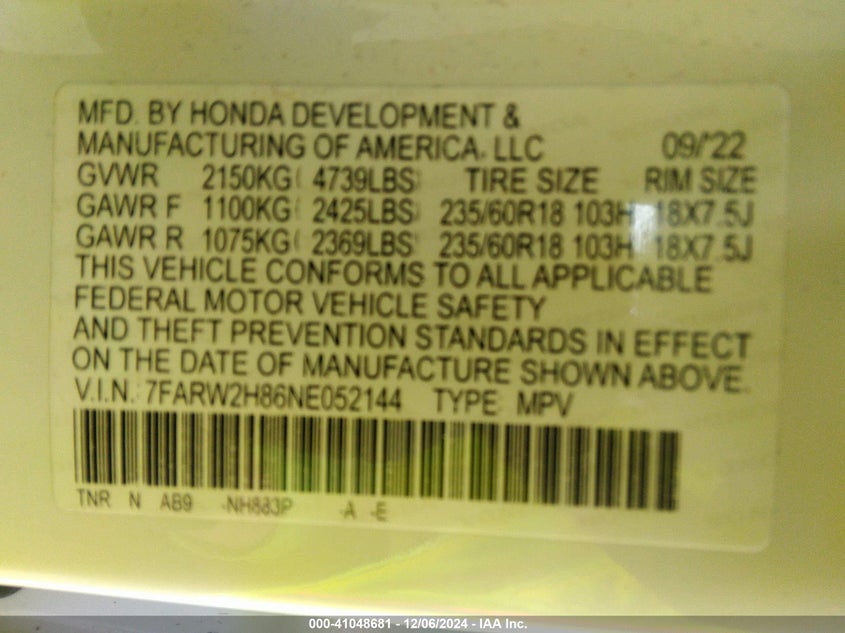 MFD. BY HONDA DEVELOPMENT &
MANUFACTURING OF AMERICA, LLC 09/'22
GVWR 2150KG( 4739LBS) TIRE SIZE RIM SIZE
GAWR F 1100KG( 2425LBS) 235/60R18 103H 18X7.5J
GAWR R 1075KG( 2369LBS) 235/60R18 103H 18X7.5J
THIS VEHICLE CONFORMS TO ALL APPLICABLE
FEDERAL MOTOR VEHICLE SAFETY
AND THEFT PREVENTION STANDARDS IN EFFECT
ON THE DATE OF MANUFACTURE SHOWN ABOVE.
V.I.N.: 7FARW2H86NE052144 TYPE: MPV
TNR N AB9 -NH883P -A -E
000-41048681 - 12/06/2024 - IAA Inc.